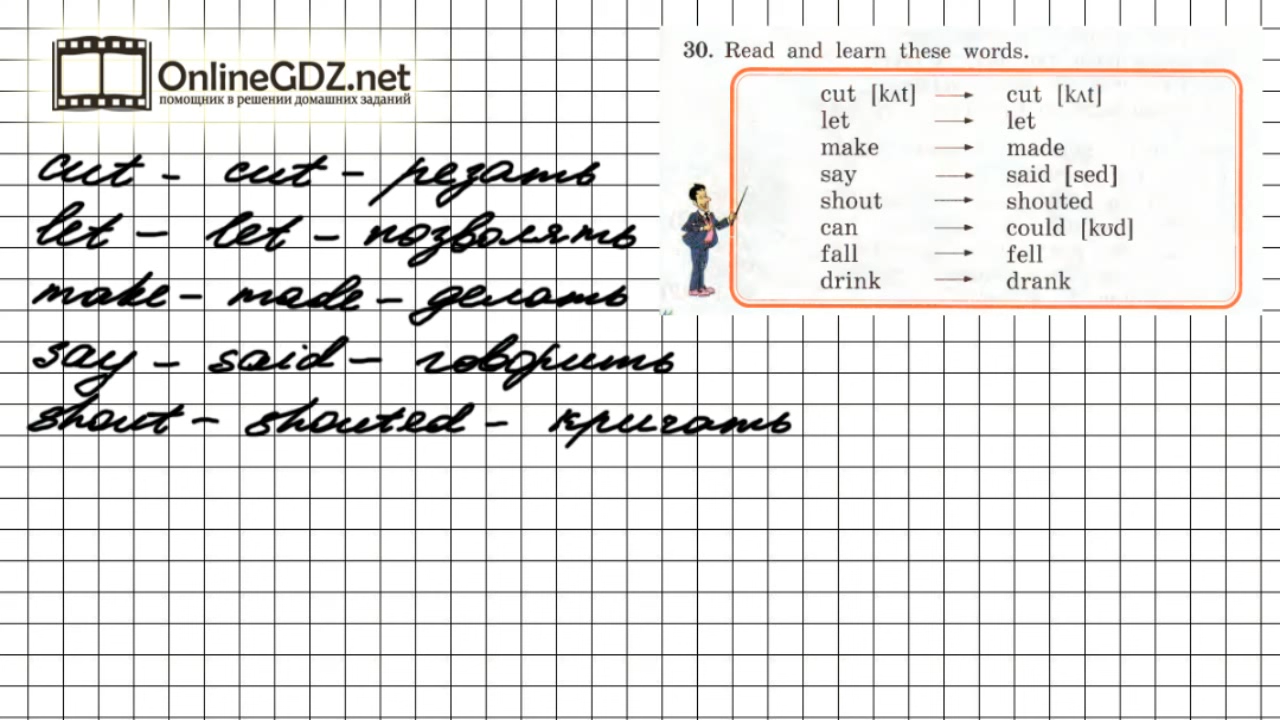 OnlineGDZ.net
помощник в решении домашних заданий
cut - cut - резать
let - let - позволять
make - made - делать
say - said - говорить
shout - shouted - кричать
30. Read and learn these words.
cut [kʌt] → cut [kʌt]
let → let
make → made
say → said [sed]
shout → shouted
can → could [kʊd]
fall → fell
drink → drank